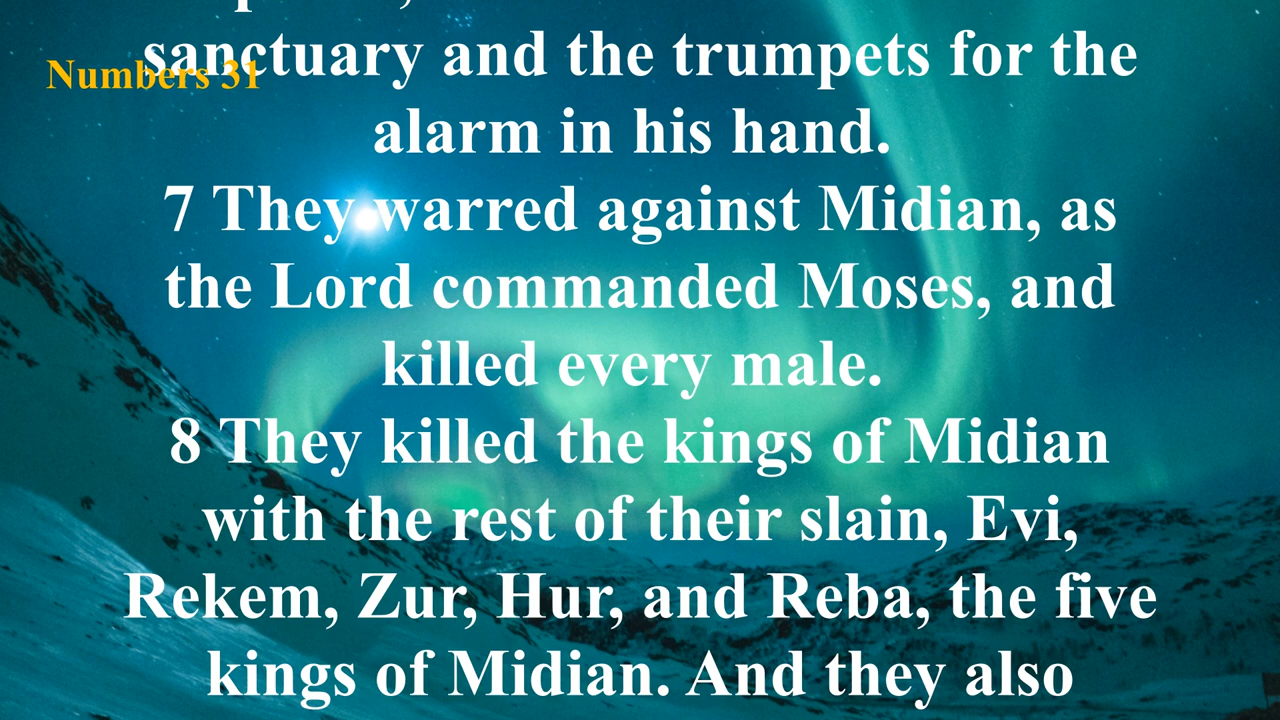 sanctuary and the trumpets for the
Numbers 31
alarm in his hand.
7 They warred against Midian, as
the Lord commanded Moses, and
killed every male.
8 They killed the kings of Midian
with the rest of their slain, Evi,
Rekem, Zur, Hur, and Reba, the five
kings of Midian. And they also